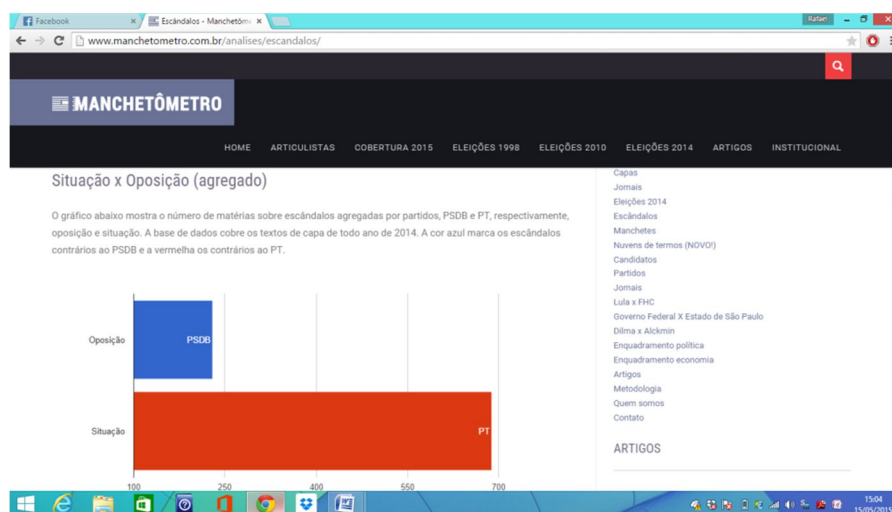 Facebook
Escândalos - Manchetôm
Rafael
www.manchetometro.com.br/analises/escandalos/
MANCHETÔMETRO
HOME ARTICULISTAS COBERTURA 2015 ELEIÇÕES 1998 ELEIÇÕES 2010 ELEIÇÕES 2014 ARTIGOS INSTITUCIONAL
Situação x Oposição (agregado)
O gráfico abaixo mostra o número de matérias sobre escândalos agregadas por partidos, PSDB e PT, respectivamente,
oposição e situação. A base de dados cobre os textos de capa de todo ano de 2014. A cor azul marca os escândalos
contrários ao PSDB e a vermelha os contrários ao PT.
Oposição
PSDB
Situação
PT
100 250 400 550 700
Capas
Jornais
Eleições 2014
Escândalos
Manchetes
Nuvens de termos (NOVO!)
Candidatos
Partidos
Jornais
Lula x FHC
Governo Federal X Estado de São Paulo
Dilma x Alckmin
Enquadramento política
Enquadramento economia
Artigos
Metodologia
Quem somos
Contato
ARTIGOS
15:04
15/05/2015